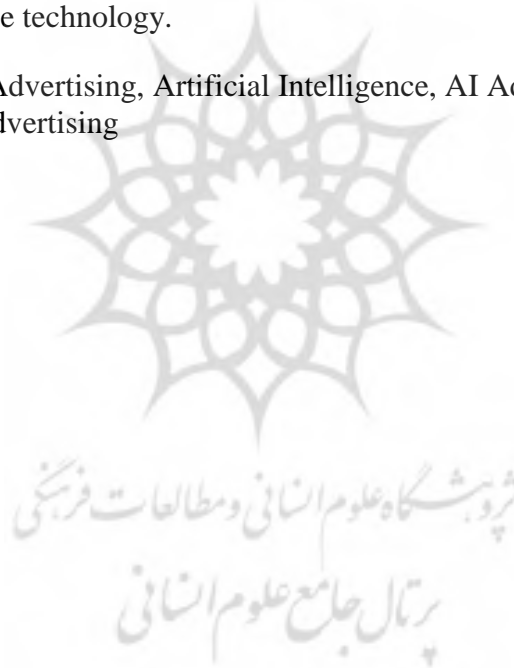 e technology.
Advertising, Artificial Intelligence, AI Ad
dvertising
پژوهشگاه علوم انسانی و مطالعات فرهنگی
پرتال جامع علوم انسانی